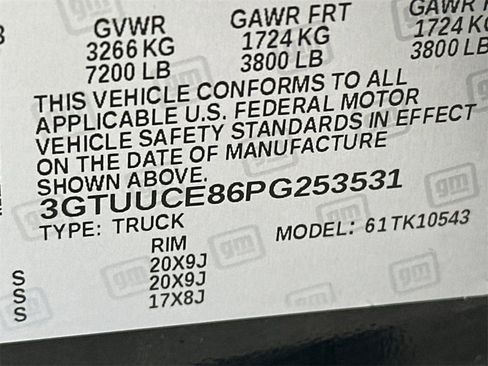 GVWR GAWR FRT GAWR
3266 KG 1724 KG 1724 KG
7200 LB 3800 LB 3800 LB
THIS VEHICLE CONFORMS TO ALL
APPLICABLE U.S. FEDERAL MOTOR
VEHICLE SAFETY STANDARDS IN EFFECT
ON THE DATE OF MANUFACTURE
SHOWN ABOVE.
3GTUUCE86PG253531
TYPE: TRUCK MODEL: 61TK10543
RIM
S 20X9J
S 20X9J
S 17X8J
gm